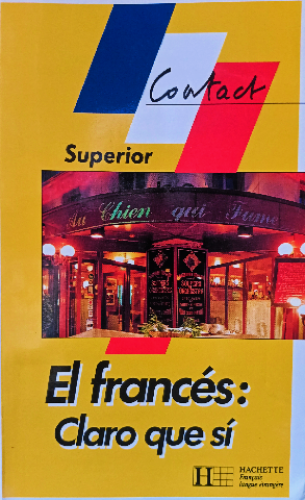 Contact
Superior
Au Chien qui Fume
El francés:
Claro que sí
H
HACHETTE
Français
langue étrangère